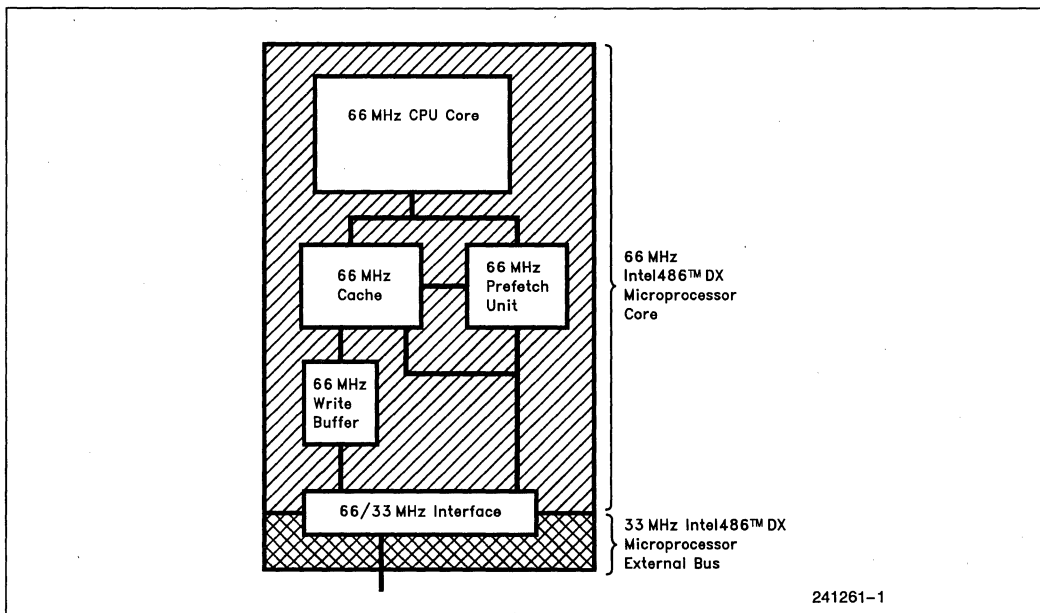 66 MHz CPU Core
66 MHz
Cache
66 MHz
Prefetch
Unit
66 MHz
Write
Buffer
66/33 MHz Interface
66 MHz
Intel486™ DX
Microprocessor
Core
33 MHz Intel486™ DX
Microprocessor
External Bus
241261-1